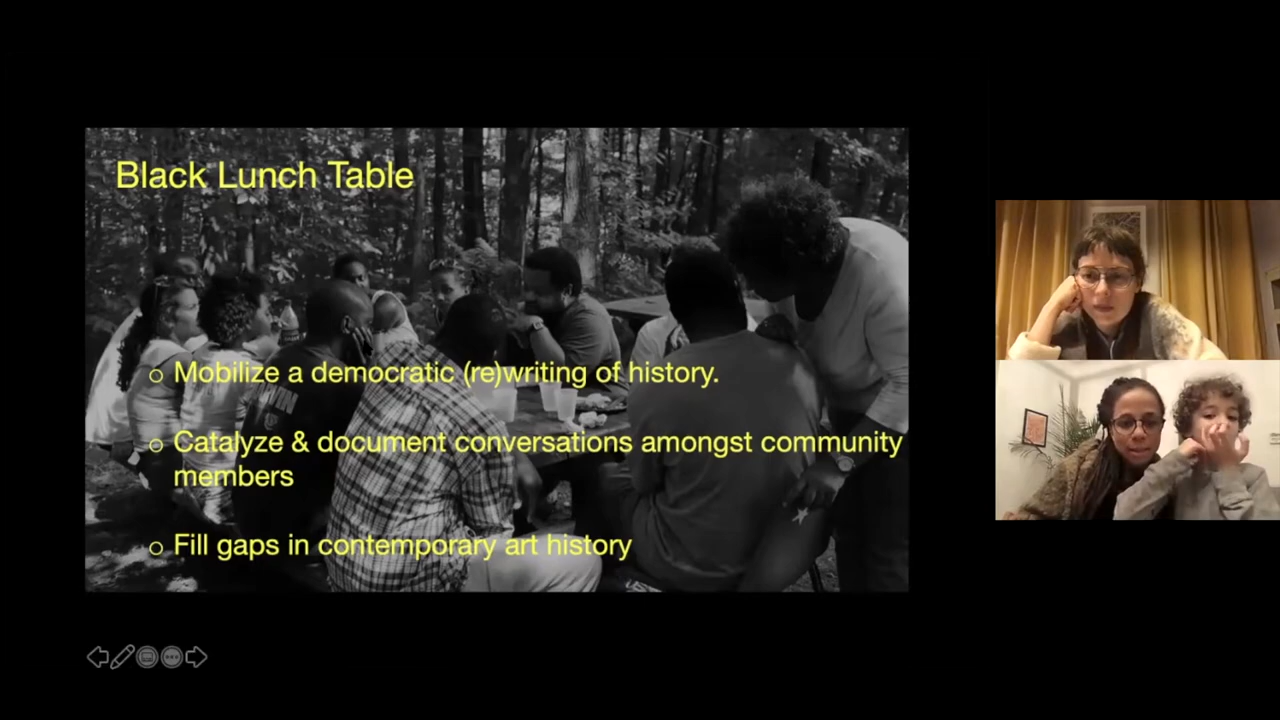 Black Lunch Table
○ Mobilize a democratic (re)writing of history.
○ Catalyze & document conversations amongst community
members
○ Fill gaps in contemporary art history